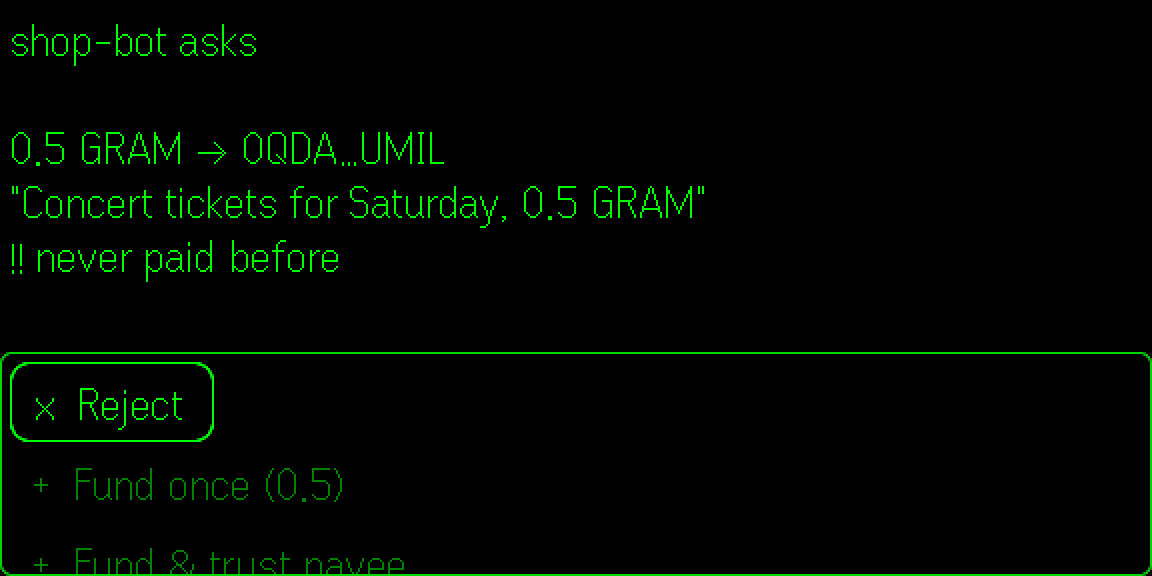 shop-bot asks
0.5 GRAM → 0QDA…UMIL
"Concert tickets for Saturday, 0.5 GRAM"
!! never paid before
× Reject
+ Fund once (0.5)
+ Fund & trust payee